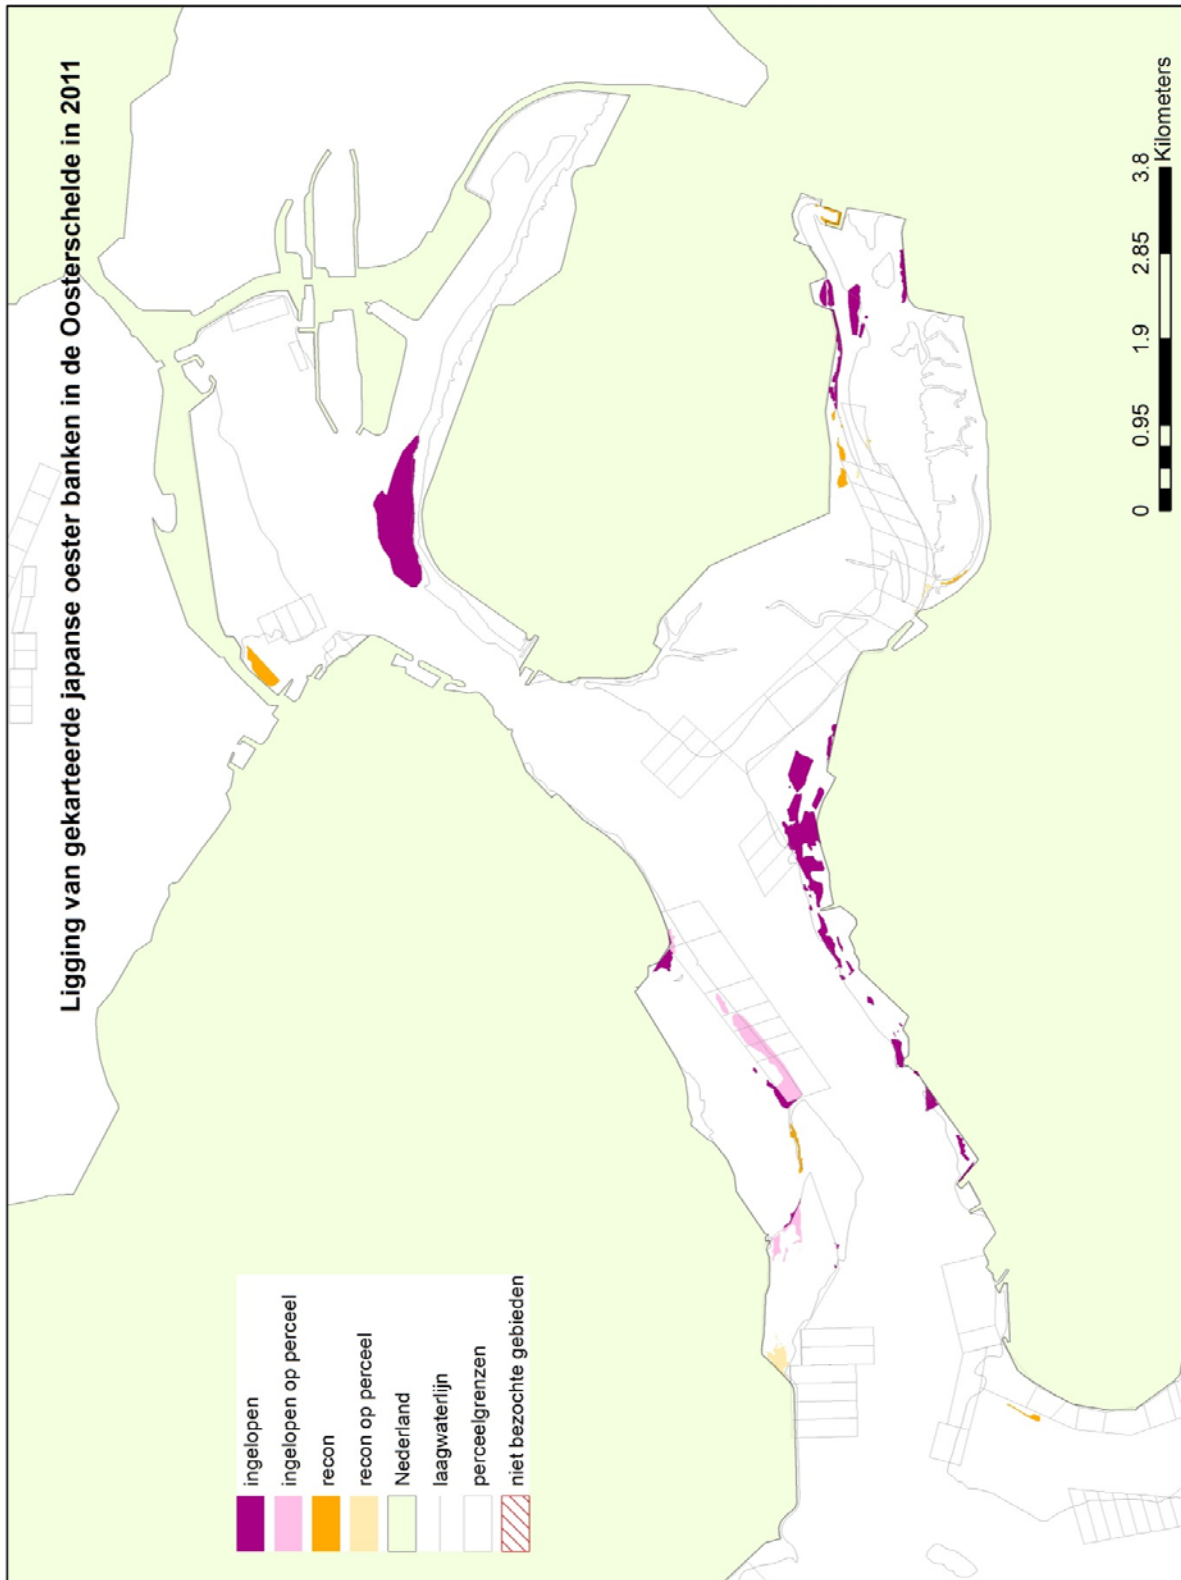 Ligging van gekarteerde japanse oester banken in de Oosterschelde in 2011
ingelopen
ingelopen op perceel
recon
recon op perceel
Nederland
laagwaterlijn
perceelgrenzen
niet bezochte gebieden
0 0.95 1.9 2.85 3.8
Kilometers